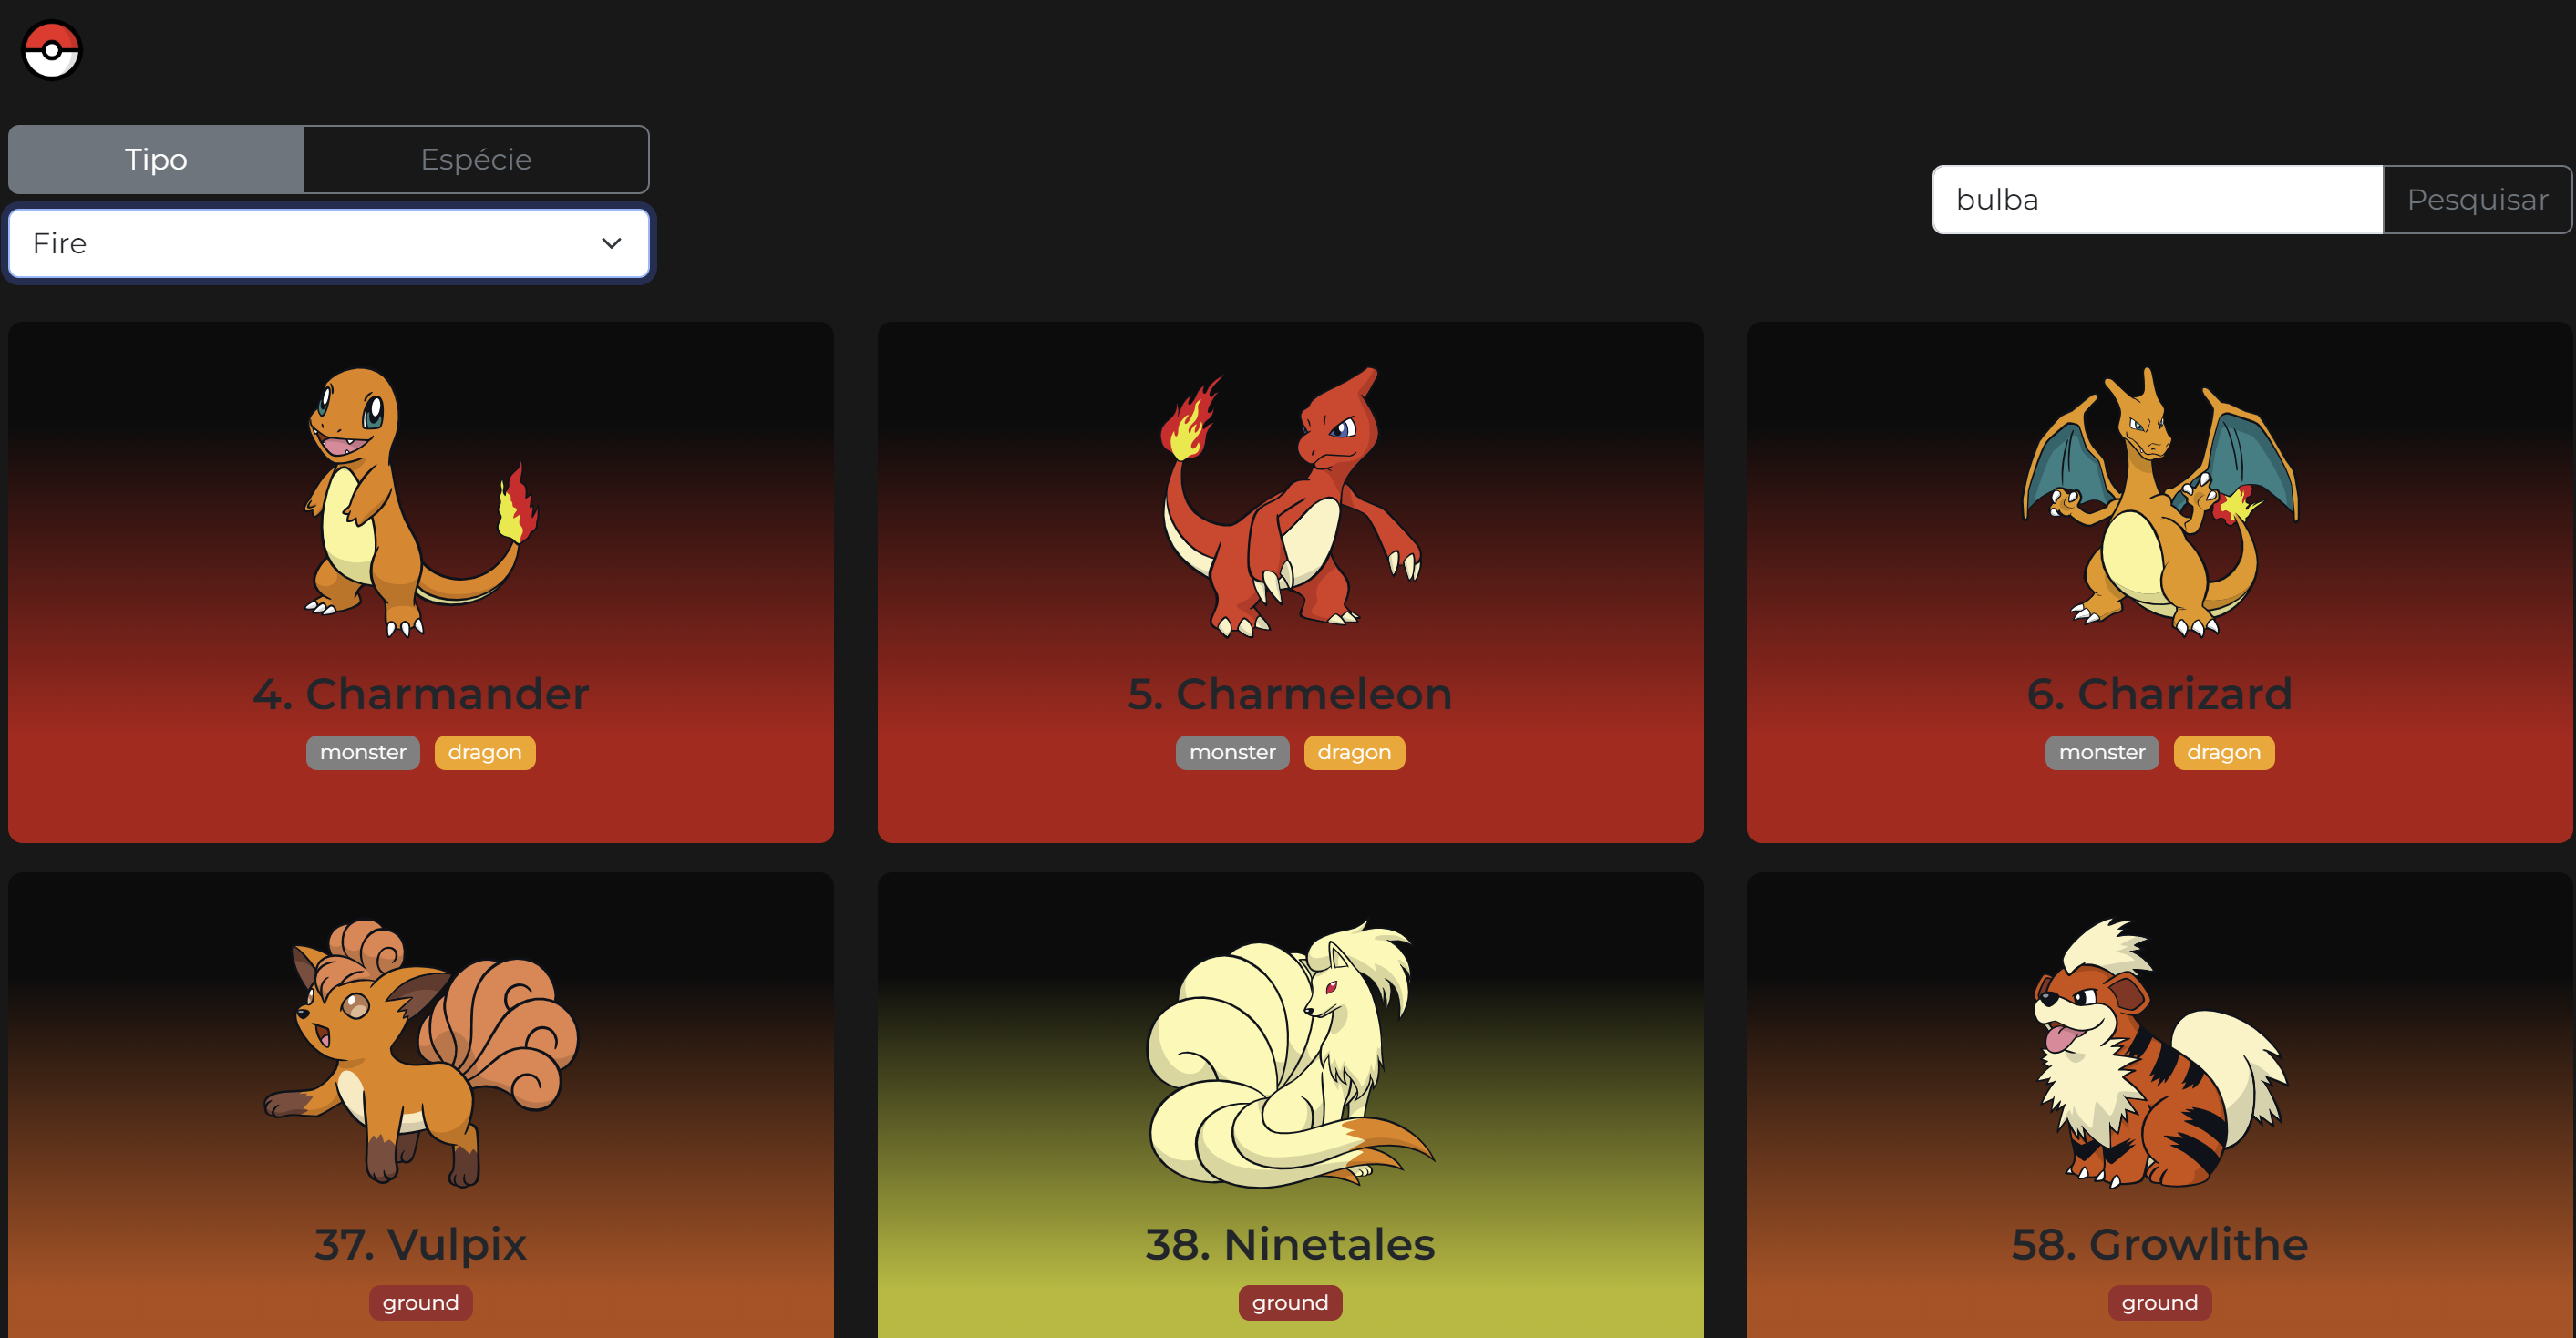 Tipo Espécie
Fire
bulba Pesquisar
4. Charmander
monster dragon
5. Charmeleon
monster dragon
6. Charizard
monster dragon
37. Vulpix
ground
38. Ninetales
ground
58. Growlithe
ground